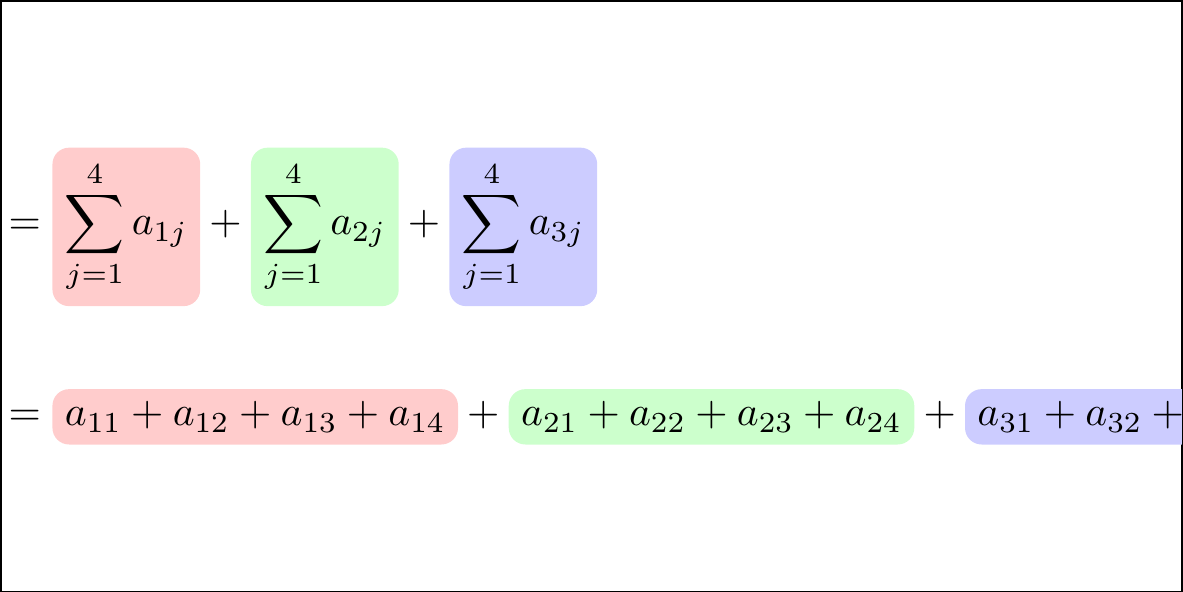 = \sum_{j=1}^{4} a_{1j} + \sum_{j=1}^{4} a_{2j} + \sum_{j=1}^{4} a_{3j}
= a_{11} + a_{12} + a_{13} + a_{14} + a_{21} + a_{22} + a_{23} + a_{24} + a_{31} + a_{32} +